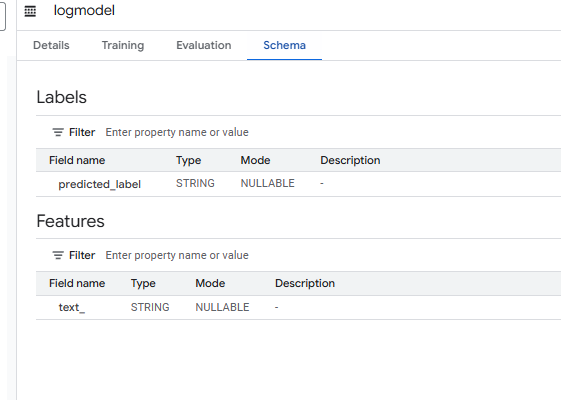 logmodel
Details Training Evaluation Schema
Labels
Filter Enter property name or value
Field name Type Mode Description
predicted_label STRING NULLABLE -
Features
Filter Enter property name or value
Field name Type Mode Description
text_ STRING NULLABLE -